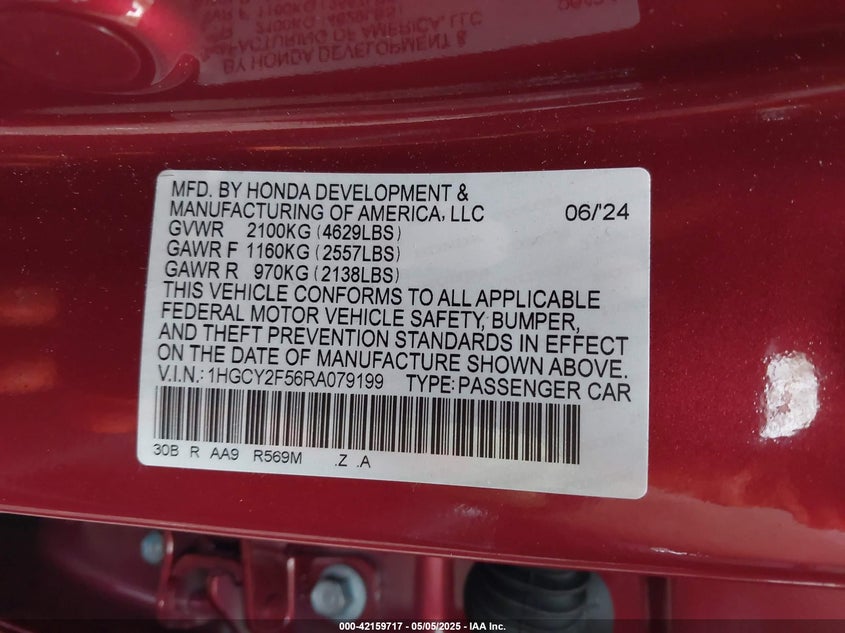 MFD. BY HONDA DEVELOPMENT &
MANUFACTURING OF AMERICA, LLC 06/'24
GVWR 2100KG (4629LBS)
GAWR F 1160KG (2557LBS)
GAWR R 970KG (2138LBS)
THIS VEHICLE CONFORMS TO ALL APPLICABLE
FEDERAL MOTOR VEHICLE SAFETY, BUMPER,
AND THEFT PREVENTION STANDARDS IN EFFECT
ON THE DATE OF MANUFACTURE SHOWN ABOVE.
V.I.N.: 1HGCY2F56RA079199 TYPE: PASSENGER CAR
30B R AA9 R569M .Z .A
000-42159717 - 05/05/2025 - IAA Inc.